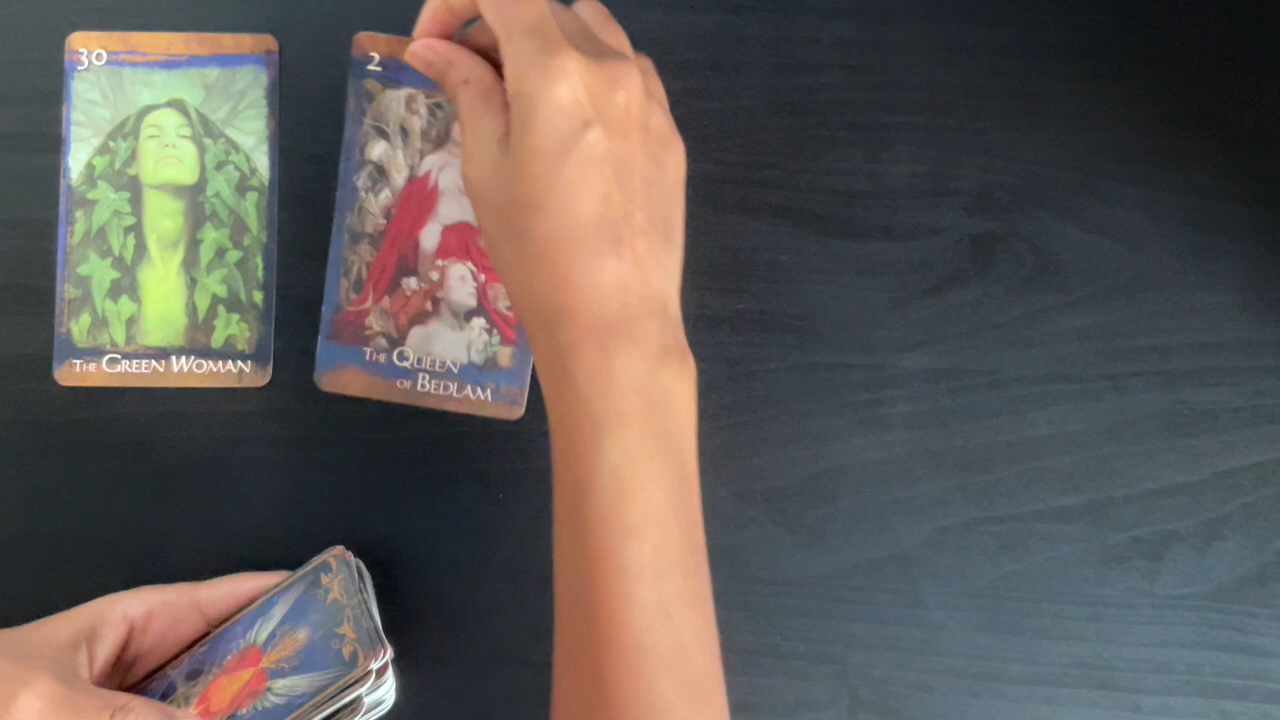 30
THE GREEN WOMAN
2
THE QUEEN
OF BEDLAM